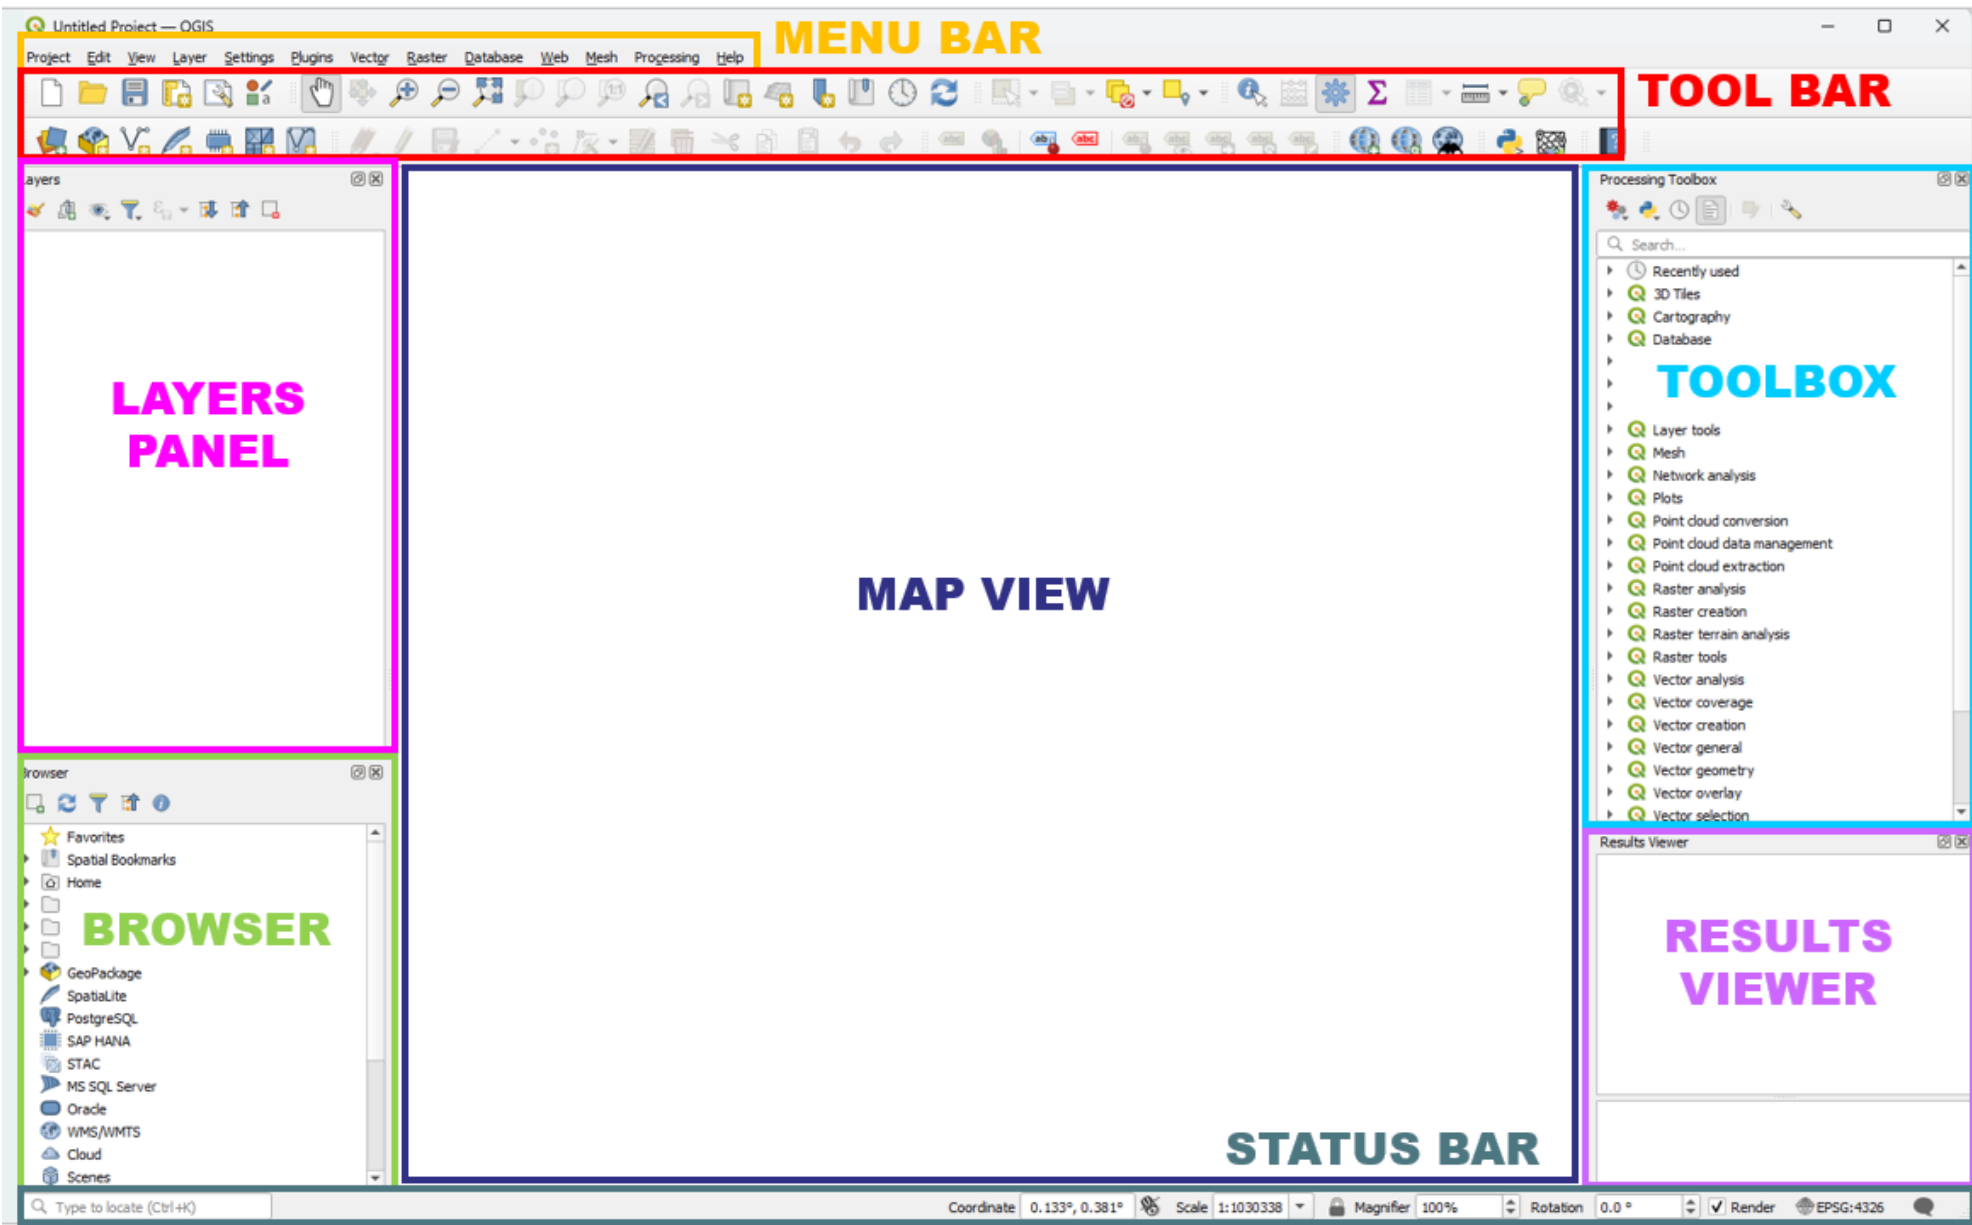 Untitled Project — QGIS
MENU BAR
Project Edit View Layer Settings Plugins Vector Raster Database Web Mesh Processing Help
TOOL BAR
ayers
Processing Toolbox
Search...
Recently used
3D Tiles
Cartography
Database
TOOLBOX
Layer tools
Mesh
Network analysis
Plots
Point cloud conversion
Point cloud data management
Point cloud extraction
Raster analysis
Raster creation
Raster terrain analysis
Raster tools
Vector analysis
Vector coverage
Vector creation
Vector general
Vector geometry
Vector overlay
Vector selection
LAYERS
PANEL
MAP VIEW
rowser
Favorites
Spatial Bookmarks
Home
BROWSER
GeoPackage
SpatiaLite
PostgreSQL
SAP HANA
STAC
MS SQL Server
Oracle
WMS/WMTS
Cloud
Scenes
Results Viewer
RESULTS
VIEWER
STATUS BAR
Type to locate (Ctrl+K) Coordinate 0.133°, 0.381° Scale 1:1030338 Magnifier 100% Rotation 0.0 ° Render EPSG:4326